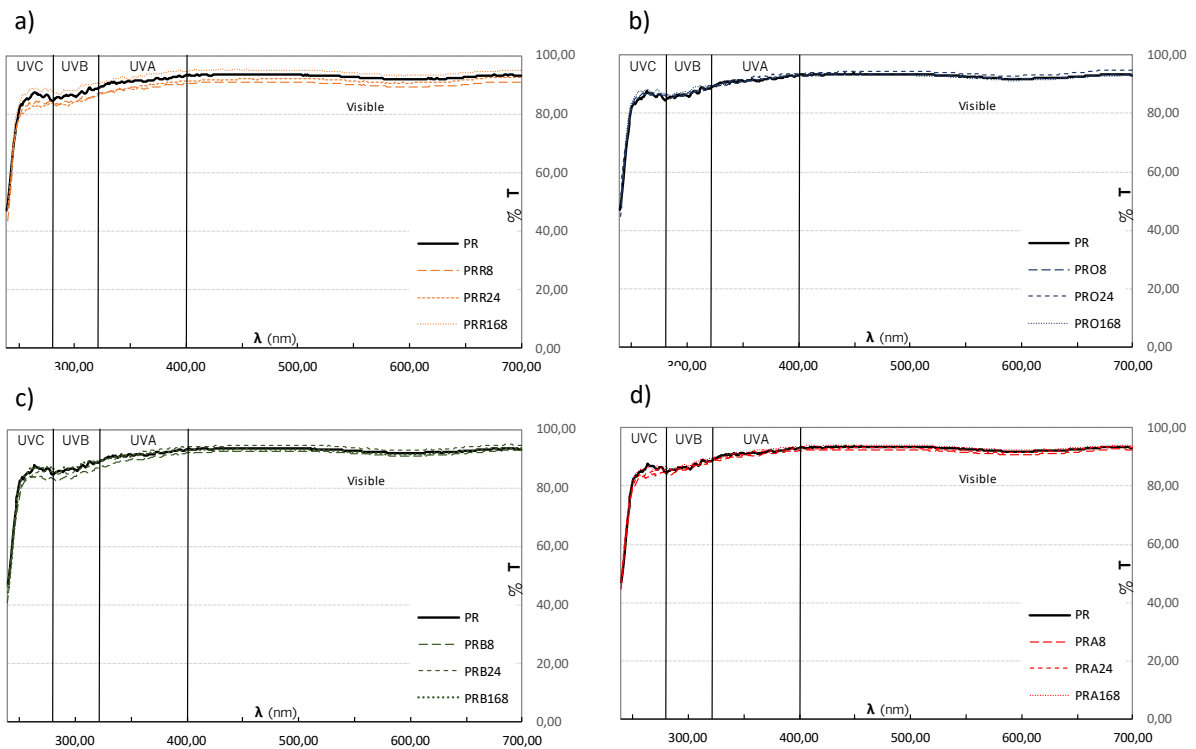 a)
UVC UVB UVA
Visible
% T
100,00
80,00
60,00
40,00
20,00
0,00
PR
PRR8
PRR24
PRR168
λ (nm)
300,00 400,00 500,00 600,00 700,00
b)
UVC UVB UVA
Visible
% T
100,00
80,00
60,00
40,00
20,00
0,00
PR
PRO8
PRO24
PRO168
λ (nm)
300,00 400,00 500,00 600,00 700,00
c)
UVC UVB UVA
Visible
% T
100,00
80,00
60,00
40,00
20,00
0,00
PR
PRB8
PRB24
PRB168
λ (nm)
300,00 400,00 500,00 600,00 700,00
d)
UVC UVB UVA
Visible
% T
100,00
80,00
60,00
40,00
20,00
0,00
PR
PRA8
PRA24
PRA168
λ (nm)
300,00 400,00 500,00 600,00 700,00